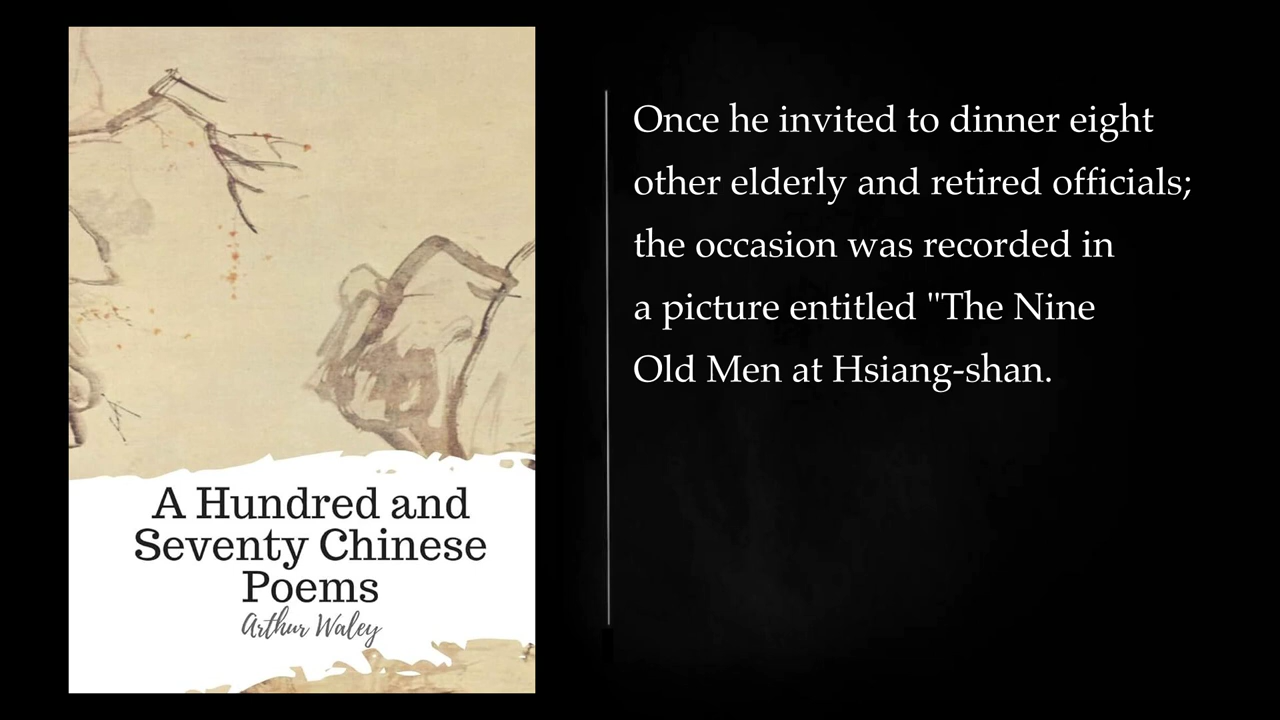 A Hundred and
Seventy Chinese
Poems
Arthur Waley
Once he invited to dinner eight
other elderly and retired officials;
the occasion was recorded in
a picture entitled "The Nine
Old Men at Hsiang-shan.